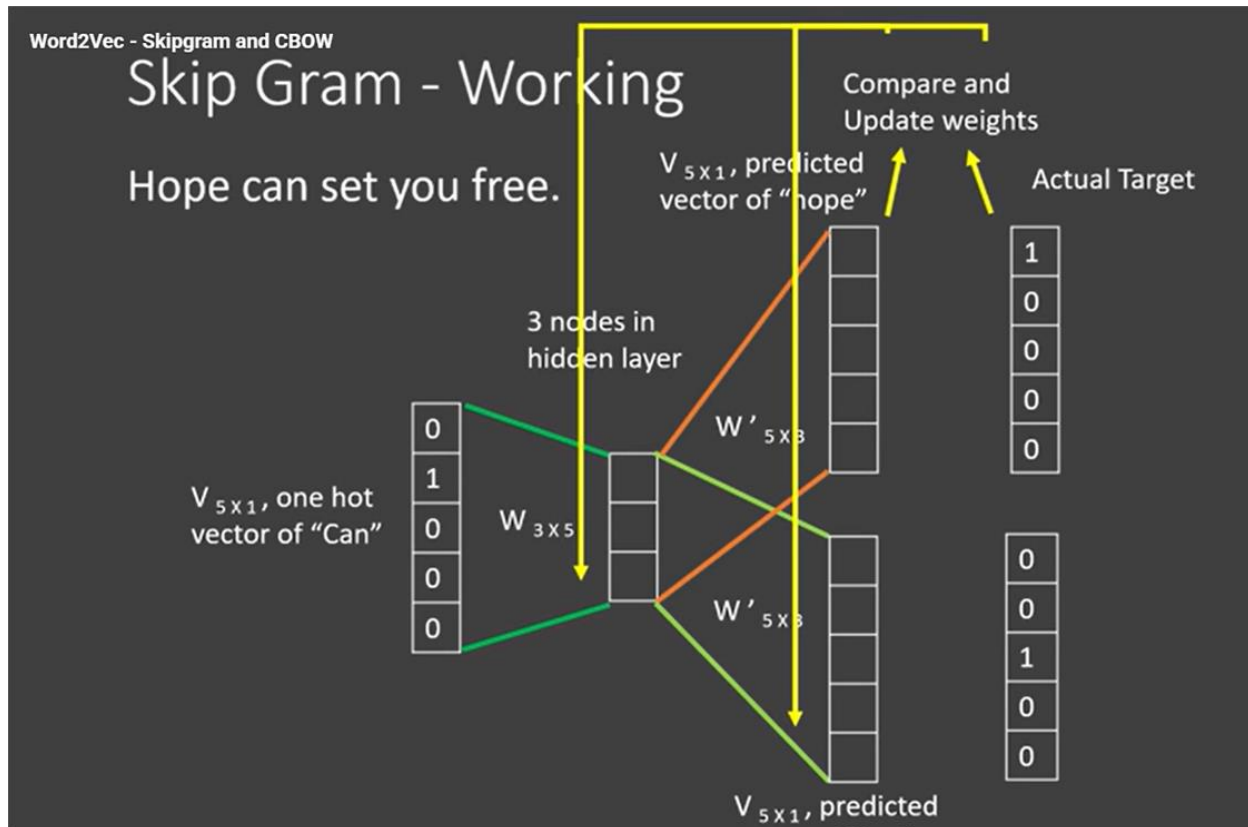 Word2Vec - Skipgram and CBOW
Skip Gram - Working
Compare and
Update weights
Hope can set you free.
V 5 X 1, predicted
vector of "hope"
Actual Target
1
0
0
0
0
3 nodes in
hidden layer
W ’ 5 X 3
0
1
0
0
0
V 5 X 1, one hot
vector of "Can"
W 3 X 5
W ’ 5 X 3
0
0
1
0
0
V 5 X 1, predicted